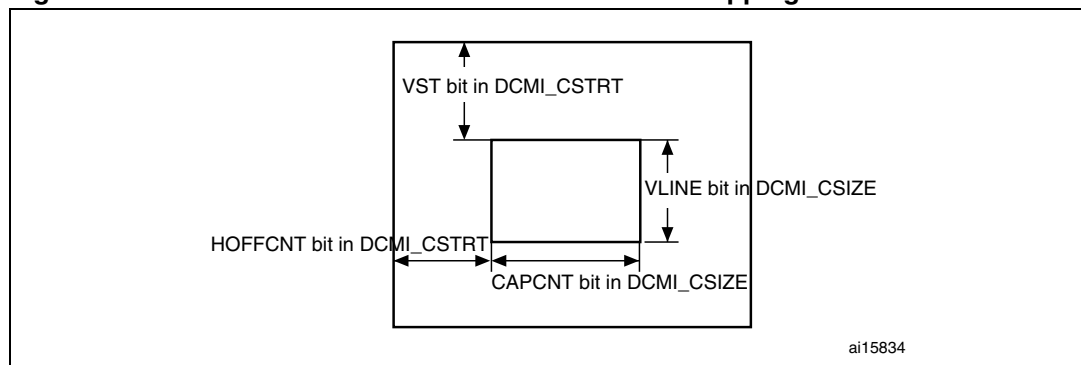 VST bit in DCMI_CSTRT
VLINE bit in DCMI_CSIZE
HOFFCNT bit in DCMI_CSTRT
CAPCNT bit in DCMI_CSIZE
ai15834